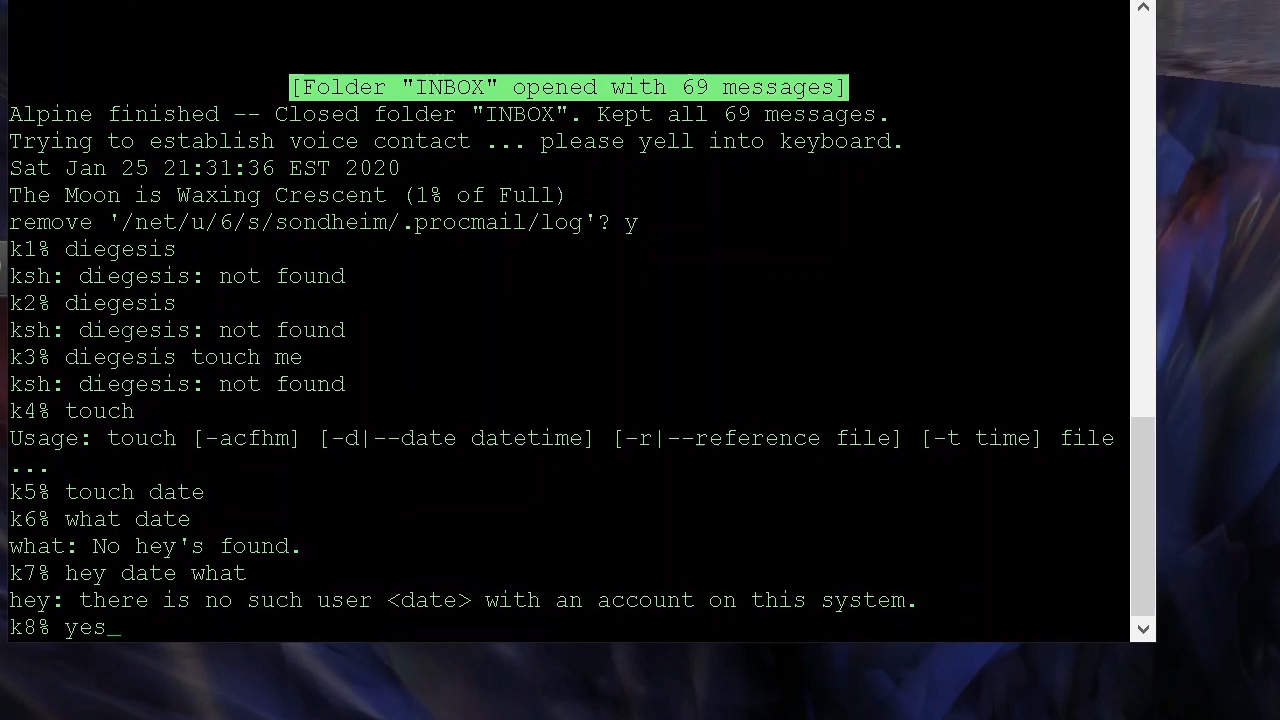 [Folder "INBOX" opened with 69 messages]
Alpine finished -- Closed folder "INBOX". Kept all 69 messages.
Trying to establish voice contact ... please yell into keyboard.
Sat Jan 25 21:31:36 EST 2020
The Moon is Waxing Crescent (1% of Full)
remove '/net/u/6/s/sondheim/.procmail/log'? y
k1% diegesis
ksh: diegesis: not found
k2% diegesis
ksh: diegesis: not found
k3% diegesis touch me
ksh: diegesis: not found
k4% touch
Usage: touch [-acfhm] [-d|--date datetime] [-r|--reference file] [-t time] file
...
k5% touch date
k6% what date
what: No hey's found.
k7% hey date what
hey: there is no such user <date> with an account on this system.
k8% yes_